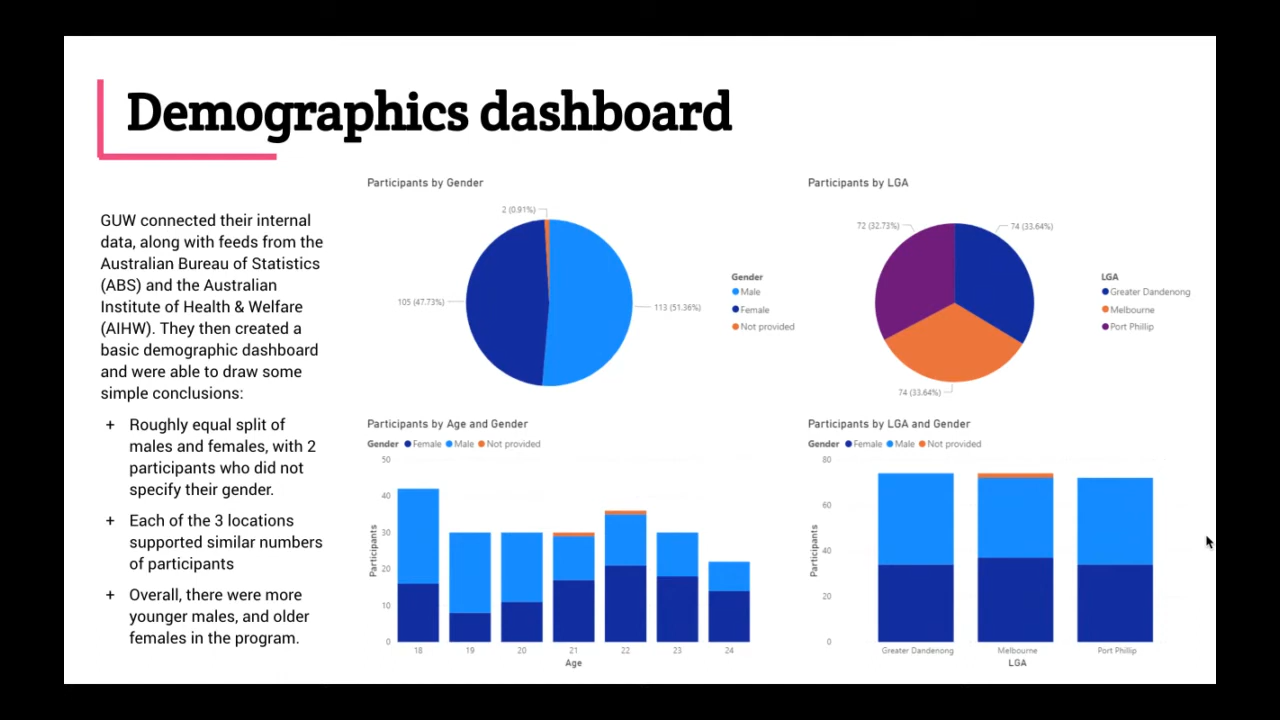 Demographics dashboard
GUW connected their internal
data, along with feeds from the
Australian Bureau of Statistics
(ABS) and the Australian
Institute of Health & Welfare
(AIHW). They then created a
basic demographic dashboard
and were able to draw some
simple conclusions:
+ Roughly equal split of
males and females, with 2
participants who did not
specify their gender.
+ Each of the 3 locations
supported similar numbers
of participants
+ Overall, there were more
younger males, and older
females in the program.
Participants by Gender
2 (0.91%)
105 (47.73%)
113 (51.36%)
Gender
Male
Female
Not provided
Participants by LGA
72 (32.73%)
74 (33.64%)
74 (33.64%)
LGA
Greater Dandenong
Melbourne
Port Phillip
Participants by Age and Gender
Gender Female Male Not provided
Participants
50
40
30
20
10
0
18 19 20 21 22 23 24
Age
Participants by LGA and Gender
Gender Female Male Not provided
Participants
80
60
40
20
0
Greater Dandenong Melbourne Port Phillip
LGA